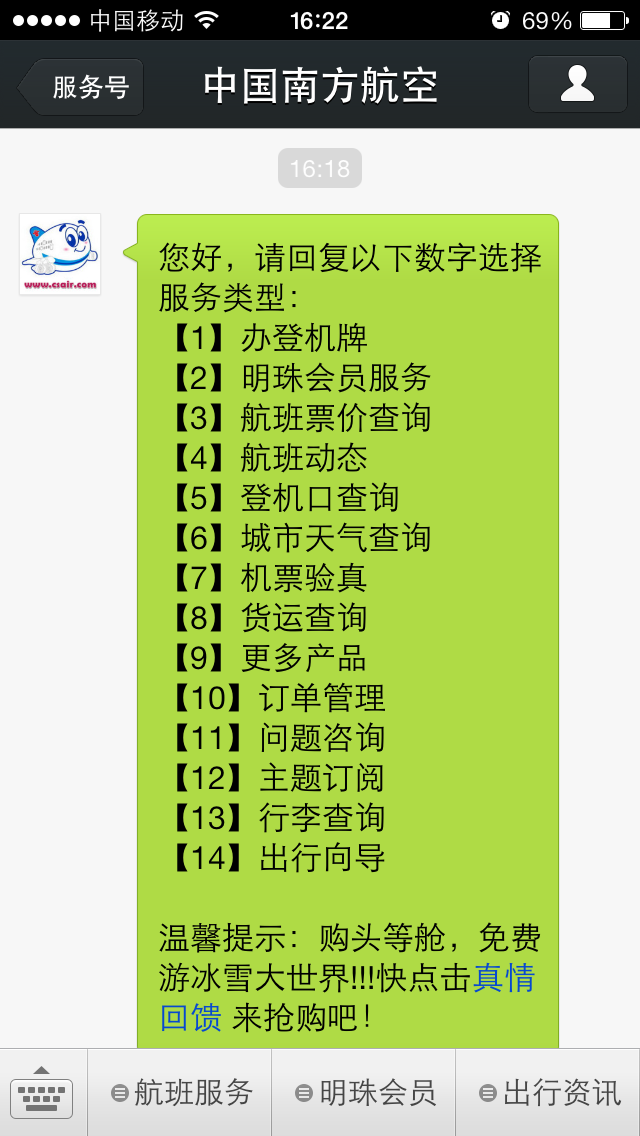 中国移动 16:22 69%
服务号 中国南方航空
16:18
www.csair.com
您好，请回复以下数字选择
服务类型：
【1】办登机牌
【2】明珠会员服务
【3】航班票价查询
【4】航班动态
【5】登机口查询
【6】城市天气查询
【7】机票验真
【8】货运查询
【9】更多产品
【10】订单管理
【11】问题咨询
【12】主题订阅
【13】行李查询
【14】出行向导
温馨提示：购头等舱，免费
游冰雪大世界!!!快点击真情
回馈 来抢购吧！
航班服务 明珠会员 出行资讯